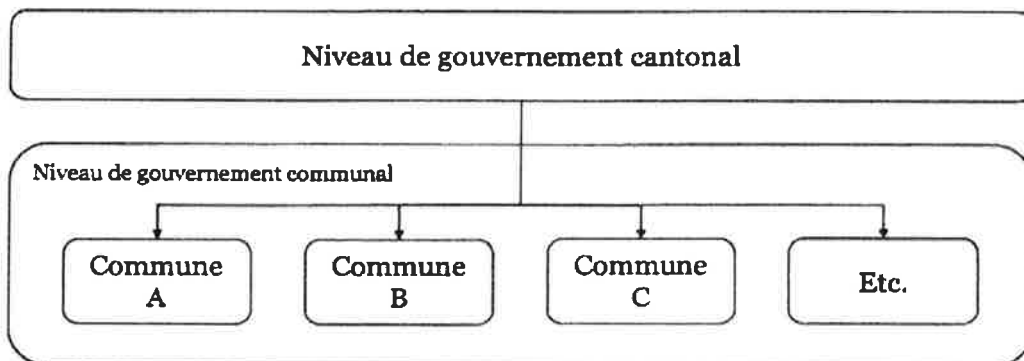 Niveau de gouvernement cantonal
Niveau de gouvernement communal
Commune
A
Commune
B
Commune
C
Etc.